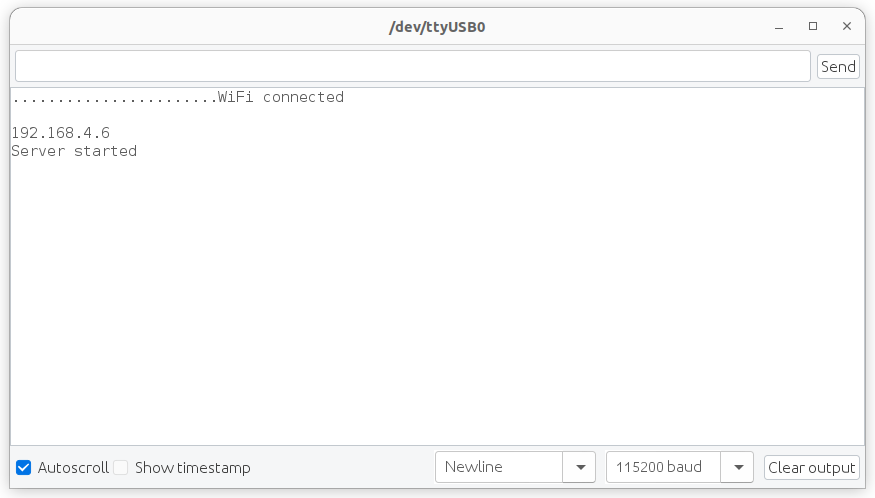 /dev/ttyUSB0
Send
.......................WiFi connected
192.168.4.6
Server started
Autoscroll Show timestamp Newline 115200 baud Clear output